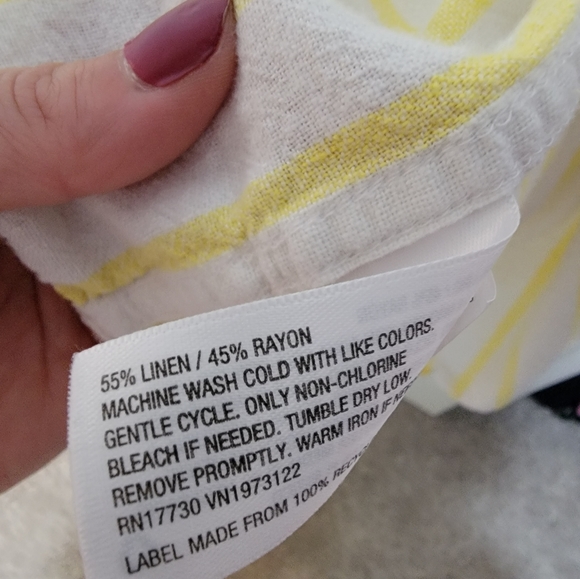 55% LINEN / 45% RAYON
MACHINE WASH COLD WITH LIKE COLORS.
GENTLE CYCLE. ONLY NON-CHLORINE
BLEACH IF NEEDED. TUMBLE DRY LOW.
REMOVE PROMPTLY. WARM IRON IF
RN17730 VN1973122
LABEL MADE FROM 100%